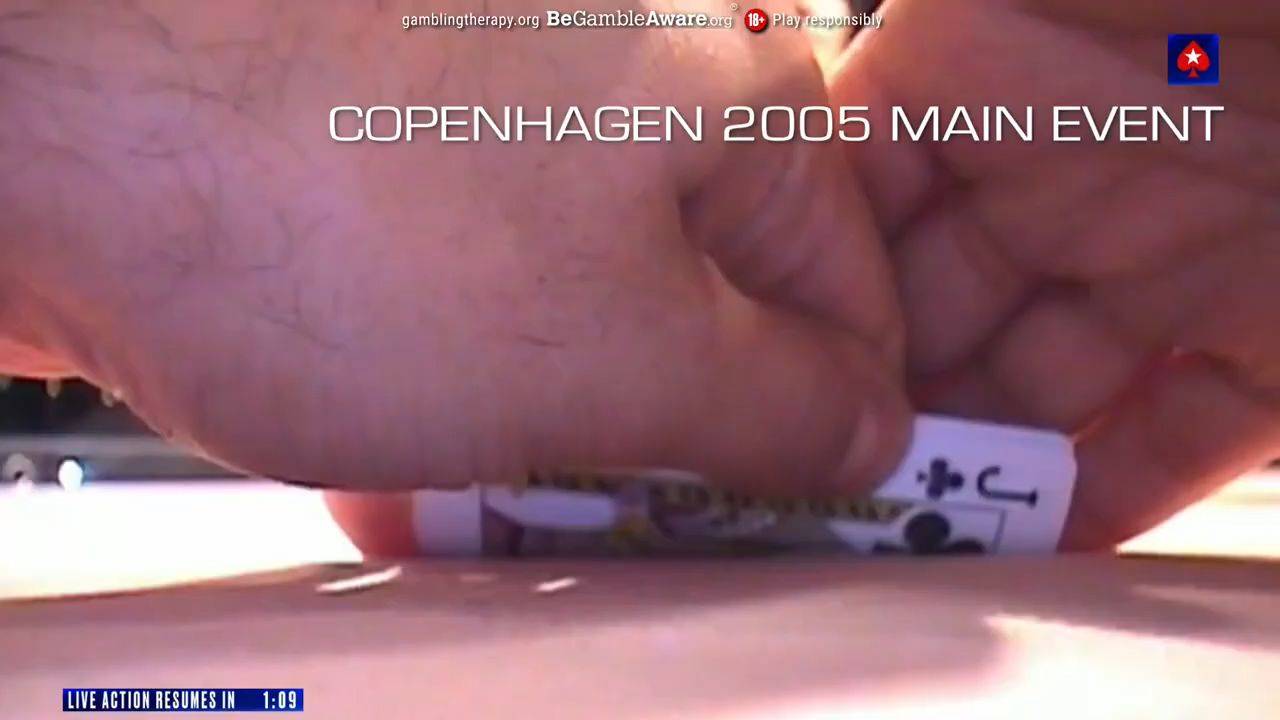 gamblingtherapy.org BeGambleAware.org® 18+ Play responsibly
COPENHAGEN 2005 MAIN EVENT
J
LIVE ACTION RESUMES IN 1:09